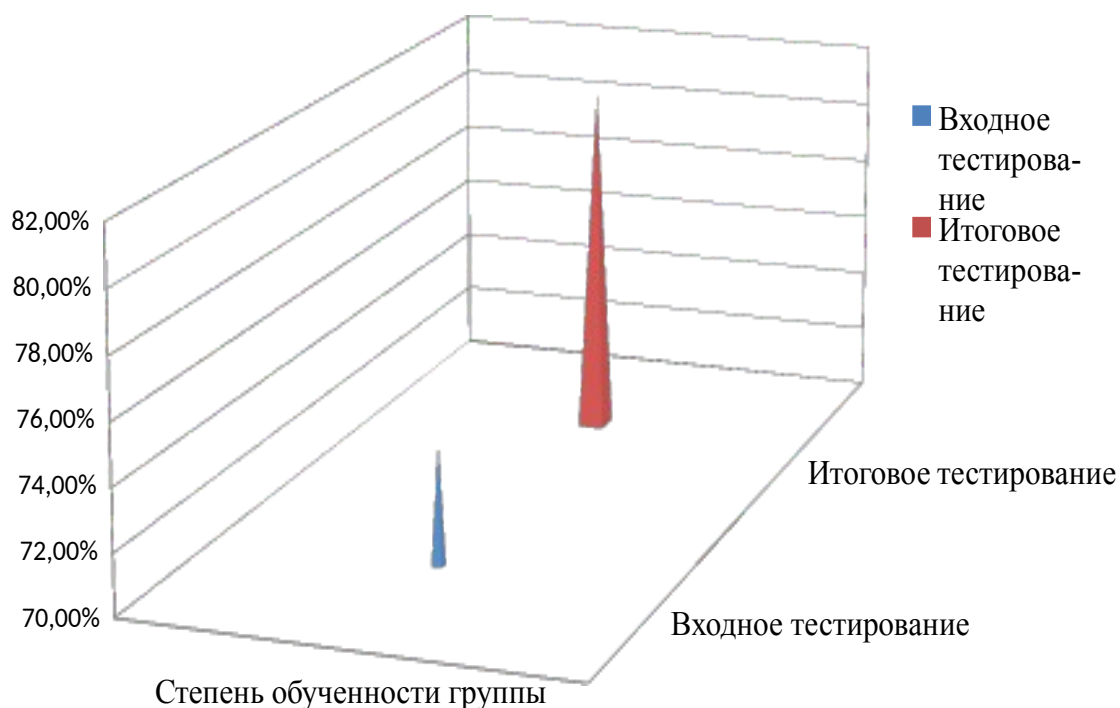 82,00%
80,00%
78,00%
76,00%
74,00%
72,00%
70,00%
Степень обученности группы
Входное тестирование
Итоговое тестирование
Входное
тестирова-
ние
Итоговое
тестирова-
ние